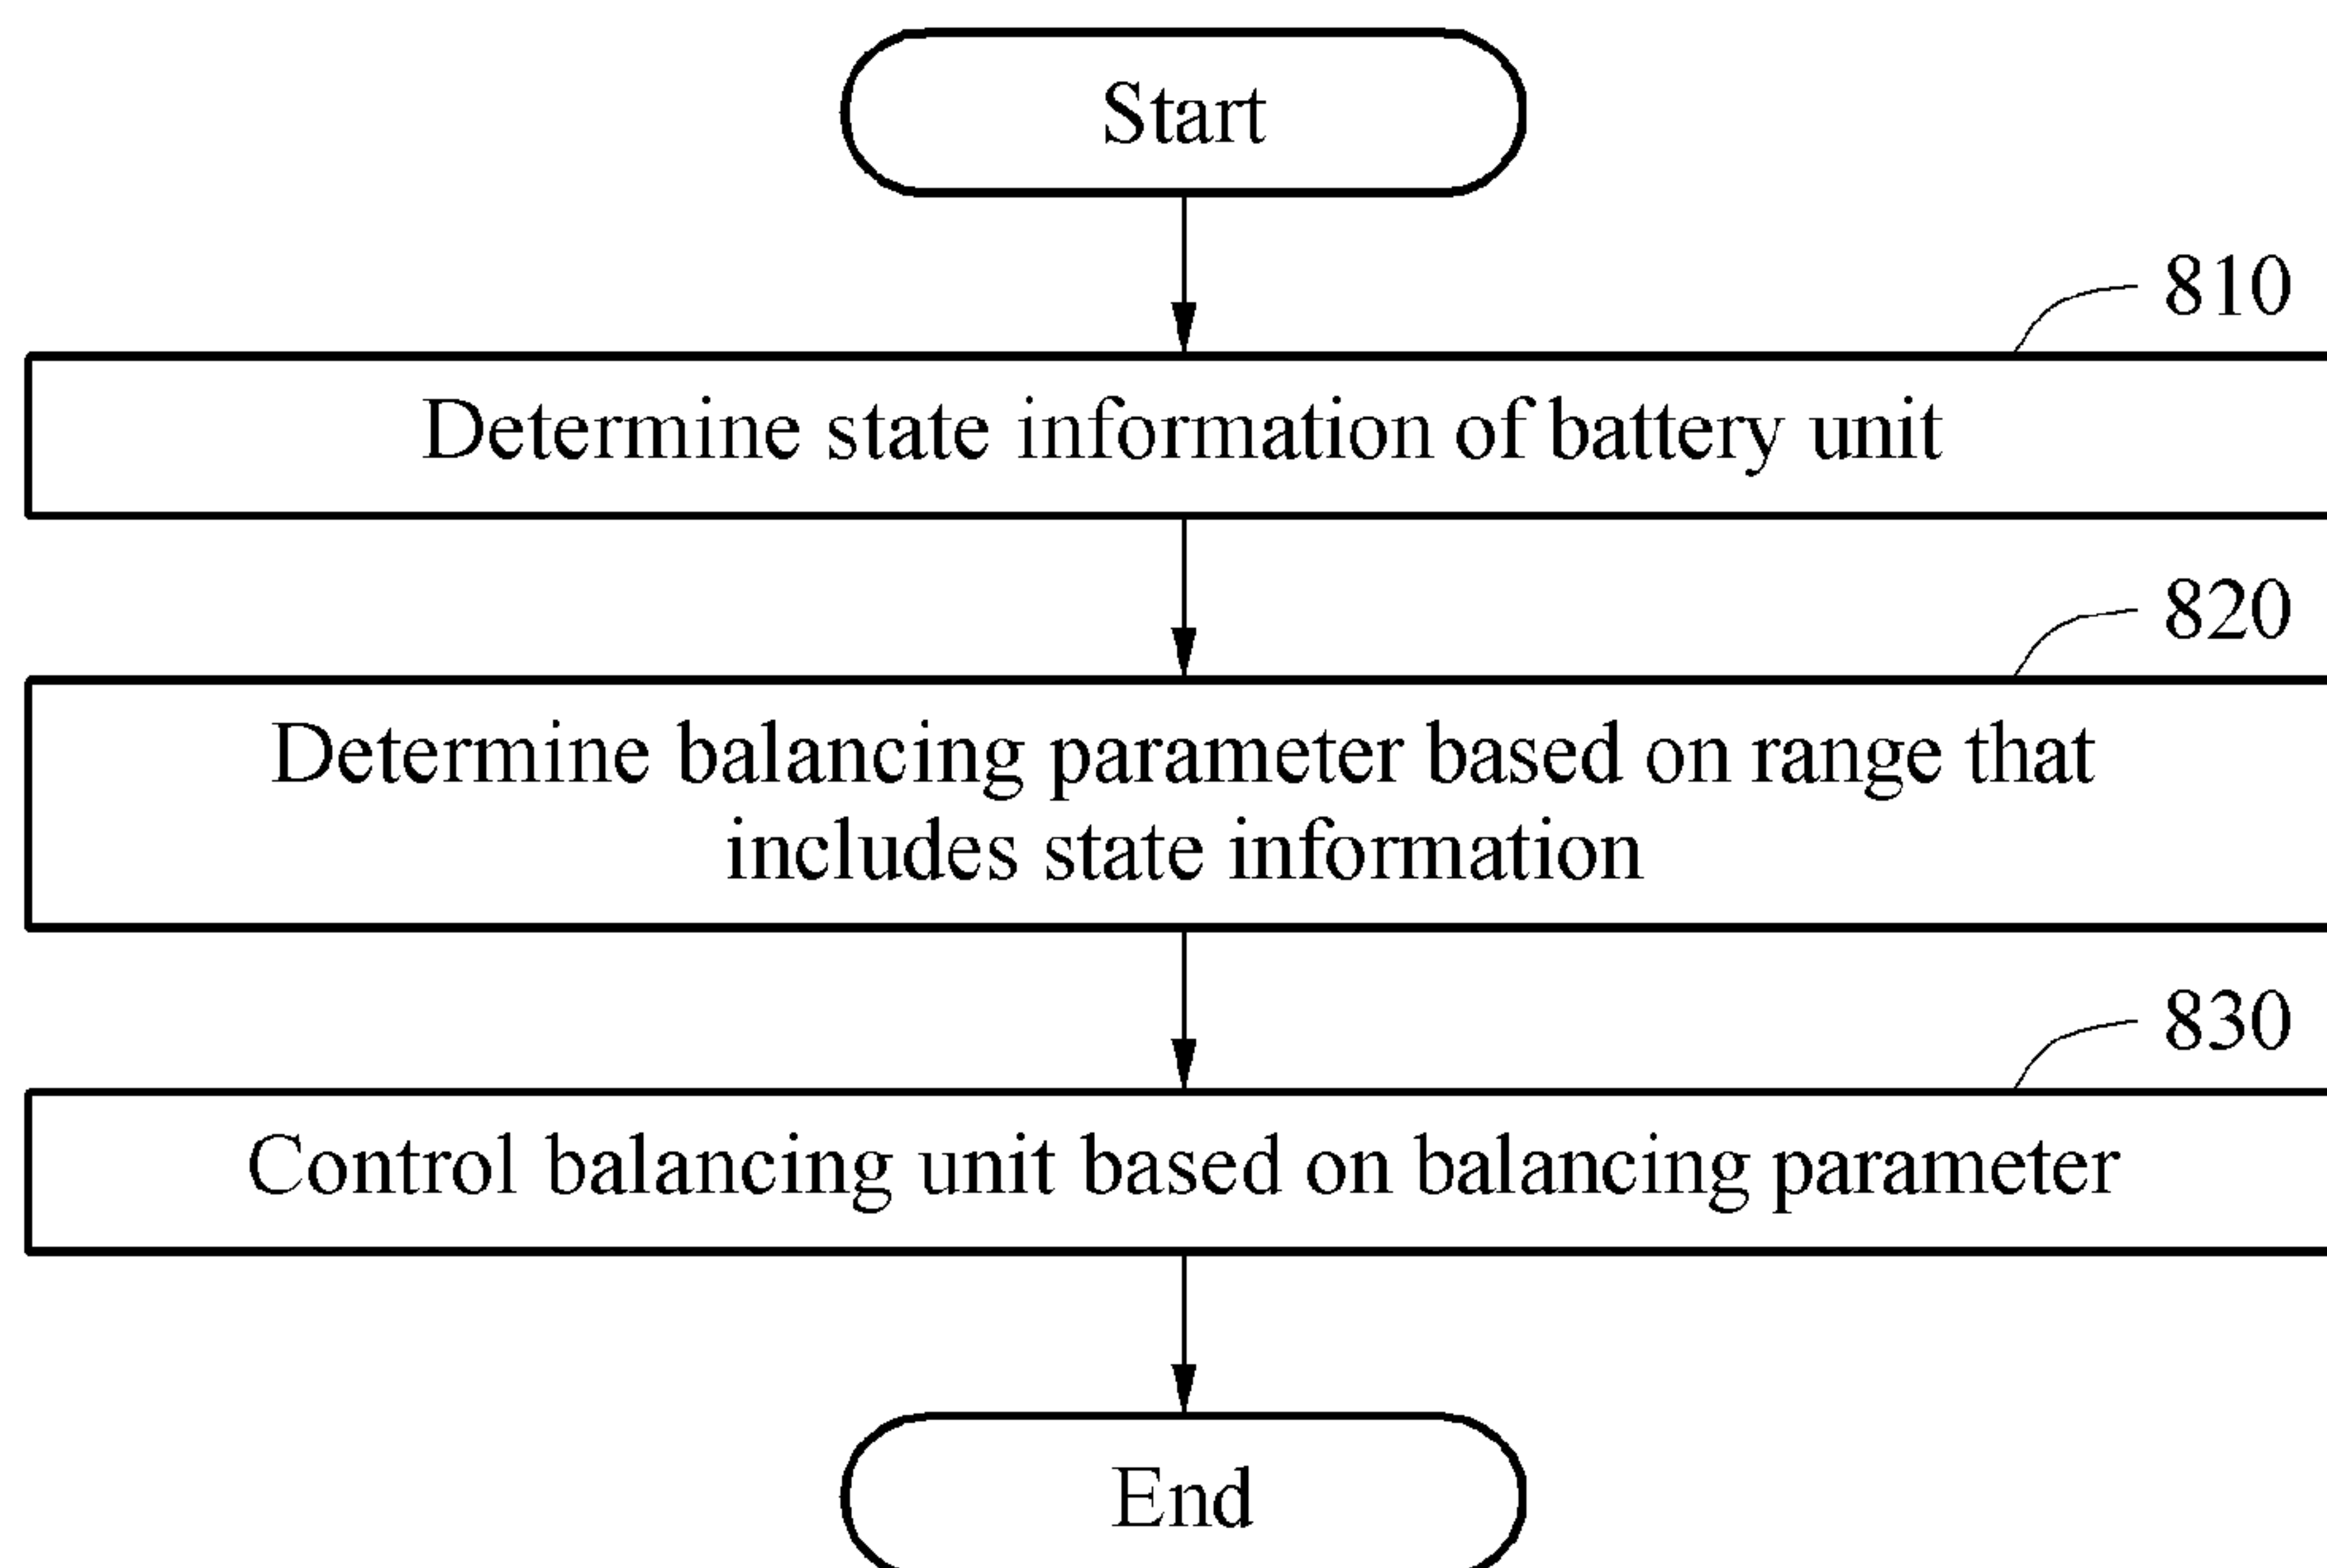 Start
810
Determine state information of battery unit
820
Determine balancing parameter based on range that
includes state information
830
Control balancing unit based on balancing parameter
End